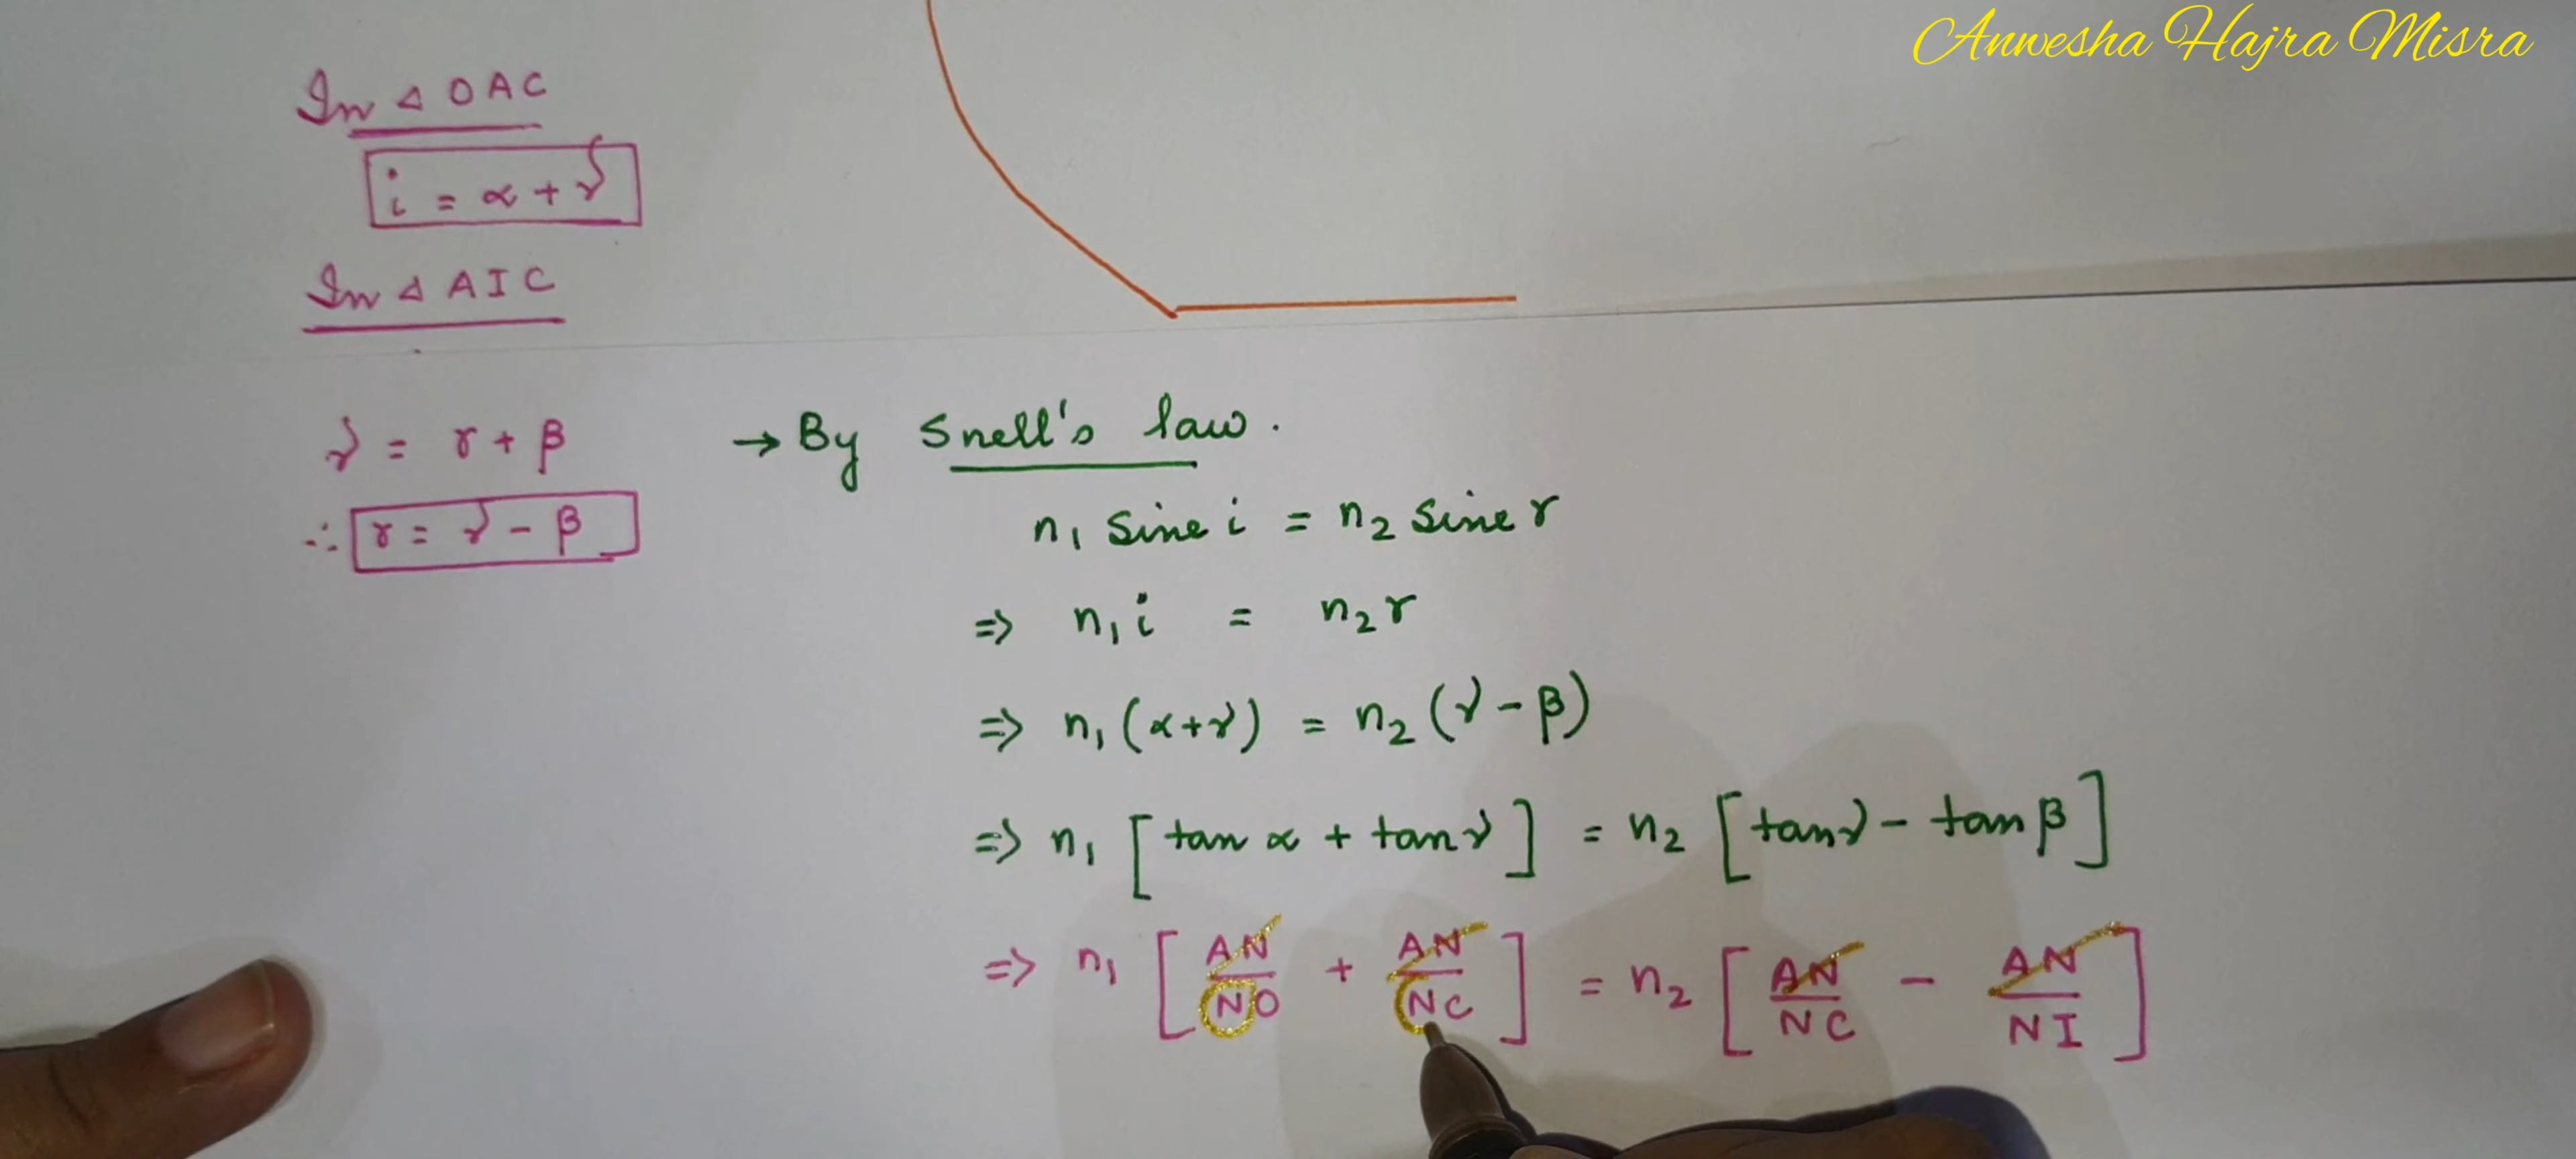 Anwesha Hajra Misra
In △ OAC
i = α + γ
In △ AIC
γ = r + β
∴ r = γ - β
→ By Snell's law.
n₁ sine i = n₂ sine r
⇒ n₁ i = n₂ r
⇒ n₁ (α+γ) = n₂ (γ - β)
⇒ n₁ [tan α + tan γ] = n₂ [tan γ - tan β]
⇒ n₁ [AN/NO + AN/NC] = n₂ [AN/NC - AN/NI]